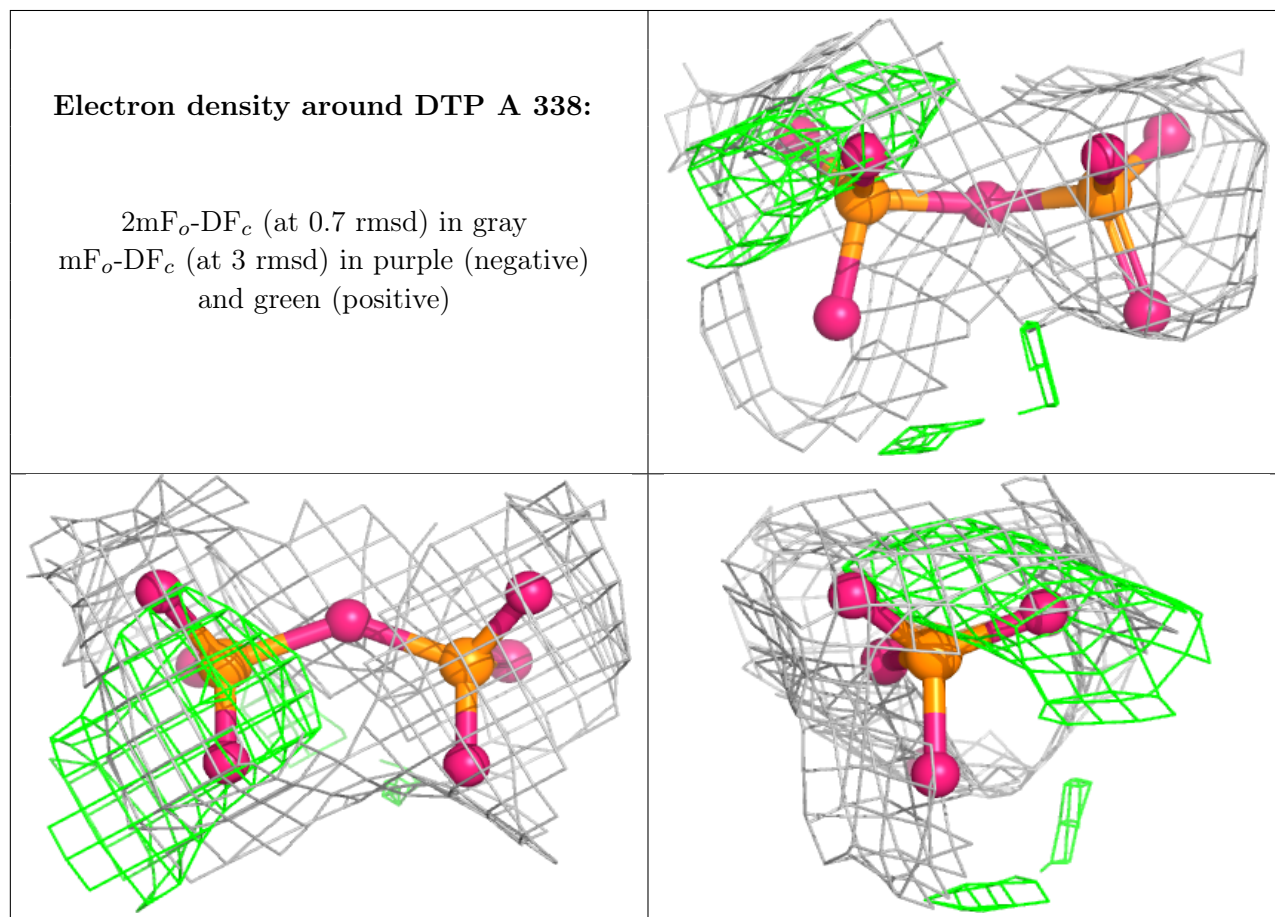 Electron density around DTP A 338:
2mFₒ-DF𝒸 (at 0.7 rmsd) in gray
mFₒ-DF𝒸 (at 3 rmsd) in purple (negative)
and green (positive)